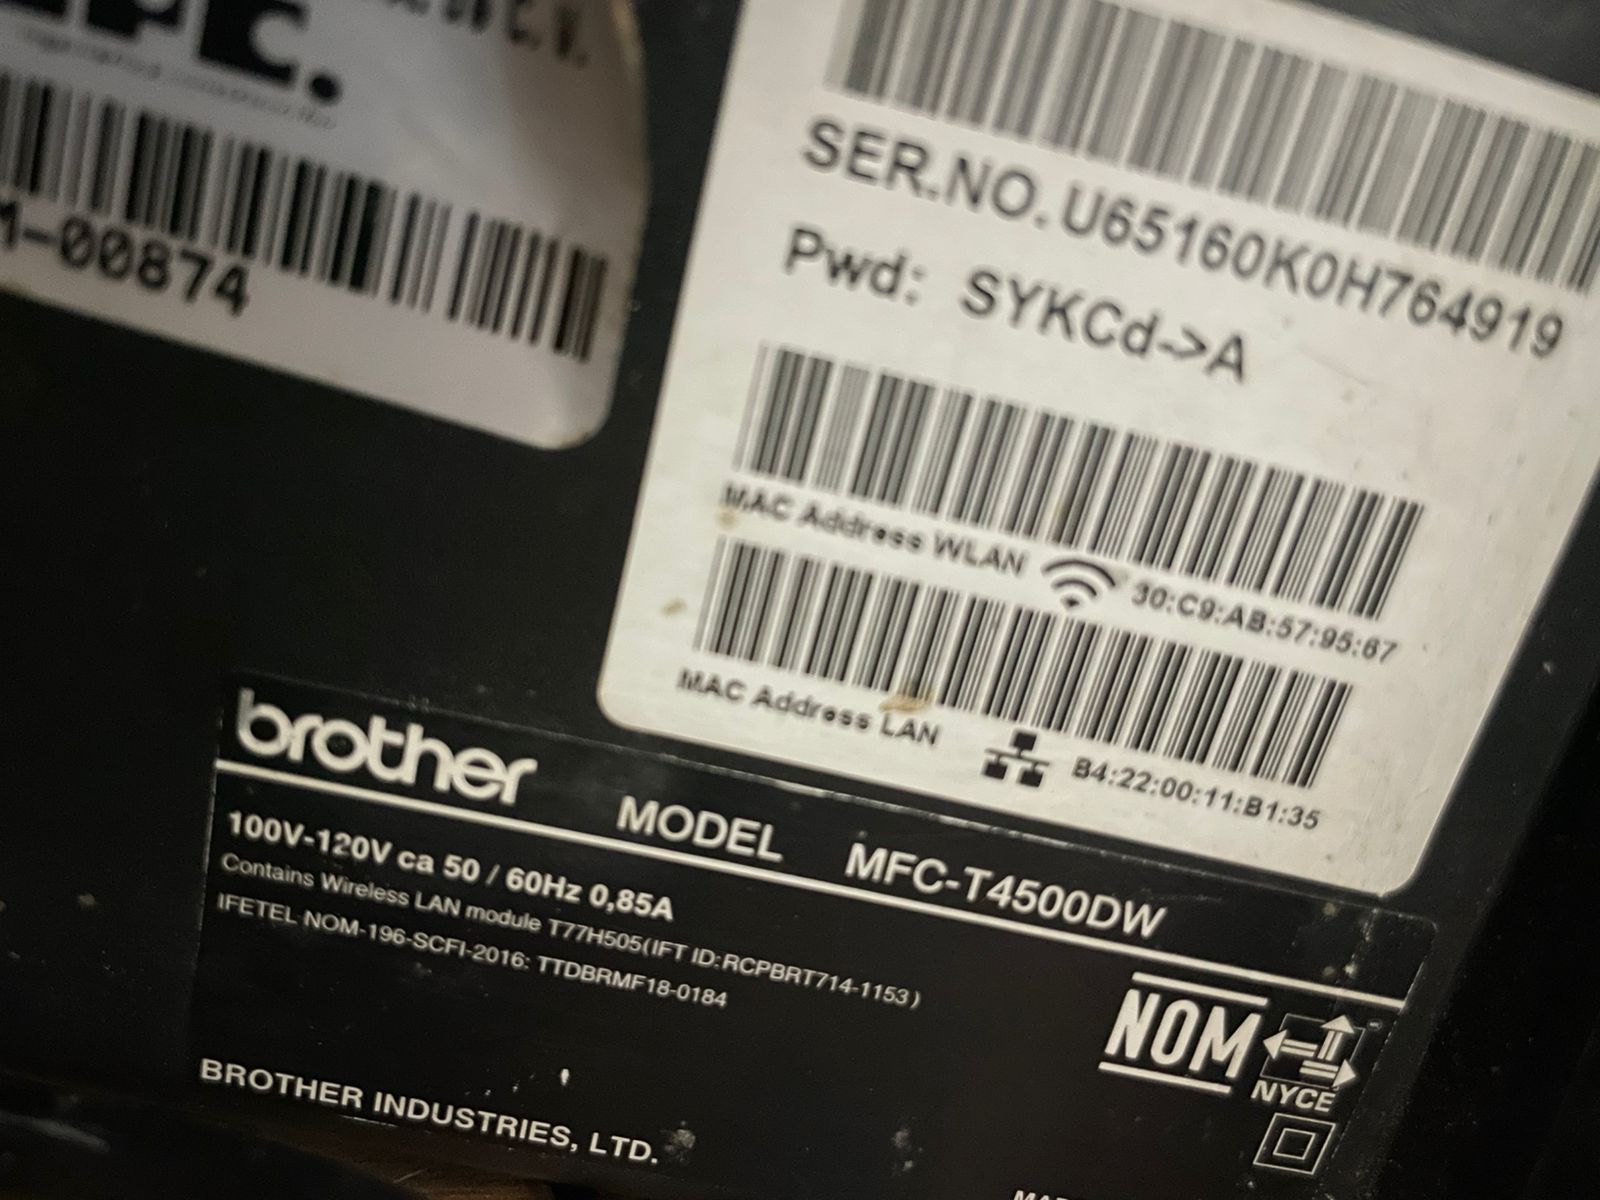 C. V.
M-00874
SER.NO. U65160K0H764919
Pwd: SYKCd->A
MAC Address WLAN 30:C9:AB:57:95:67
MAC Address LAN B4:22:00:11:B1:35
brother
MODEL MFC-T4500DW
100V-120V ca 50 / 60Hz 0,85A
Contains Wireless LAN module T77H505(IFT ID:RCPBRT714-1153)
IFETEL NOM-196-SCFI-2016: TTDBRMF18-0184
NOM
NYCE
BROTHER INDUSTRIES, LTD.